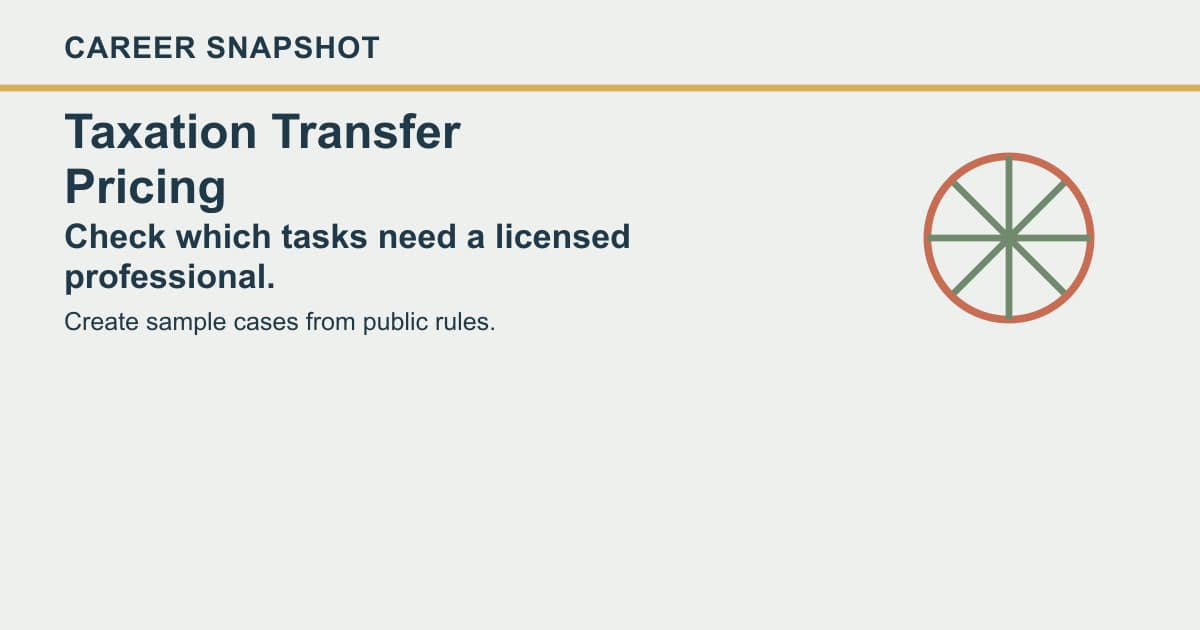 CAREER SNAPSHOT
Taxation Transfer
Pricing
Check which tasks need a licensed
professional.
Create sample cases from public rules.